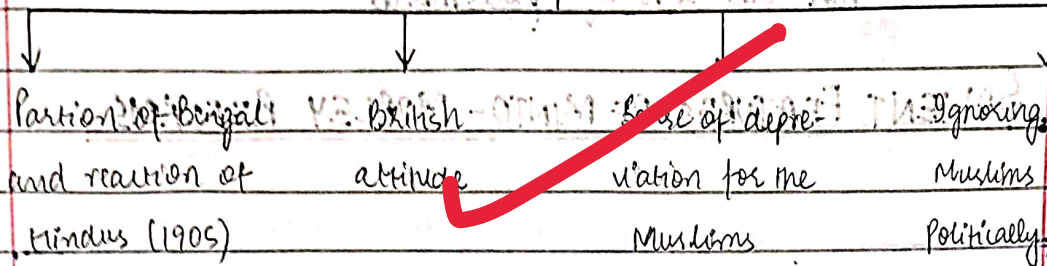 Partion of Bengal British Sense of depre- Ignoring
and reaction of attitude viation for the Muslims
Hindus (1905) Muslims Politically